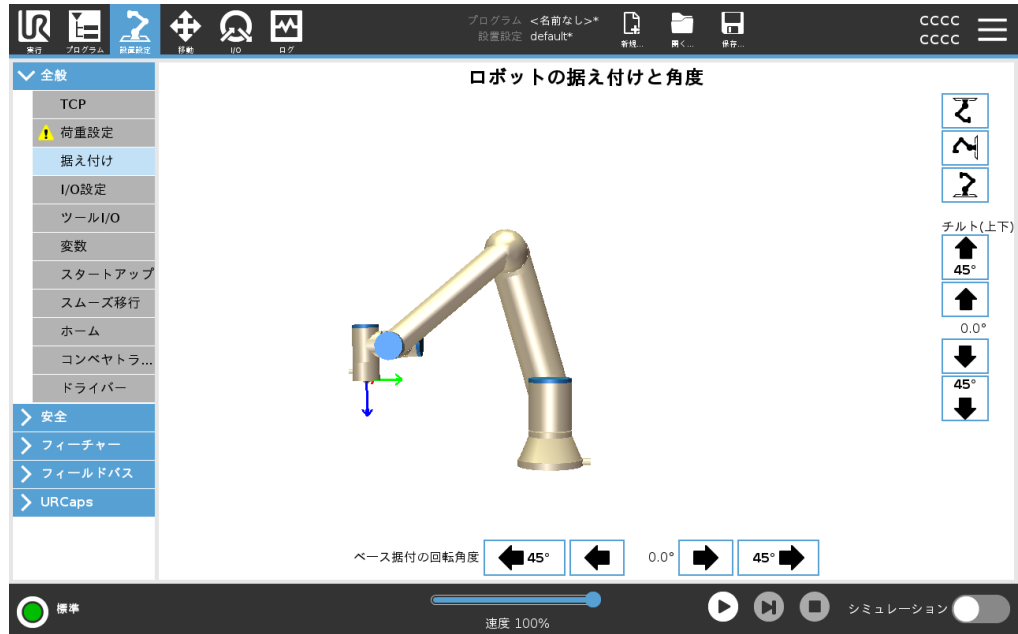 UR
実行
プログラム
設置設定
移動
I/O
ログ
プログラム <名前なし>*
設置設定 default*
新規...
開く...
保存...
CCCC
CCCC
全般
TCP
荷重設定
据え付け
I/O設定
ツールI/O
変数
スタートアップ
スムーズ移行
ホーム
コンベヤトラ...
ドライバー
安全
フィーチャー
フィールドバス
URCaps
ロボットの据え付けと角度
チルト(上下)
45°
0.0°
45°
ベース据付の回転角度
45°
0.0°
45°
標準
速度 100%
シミュレーション